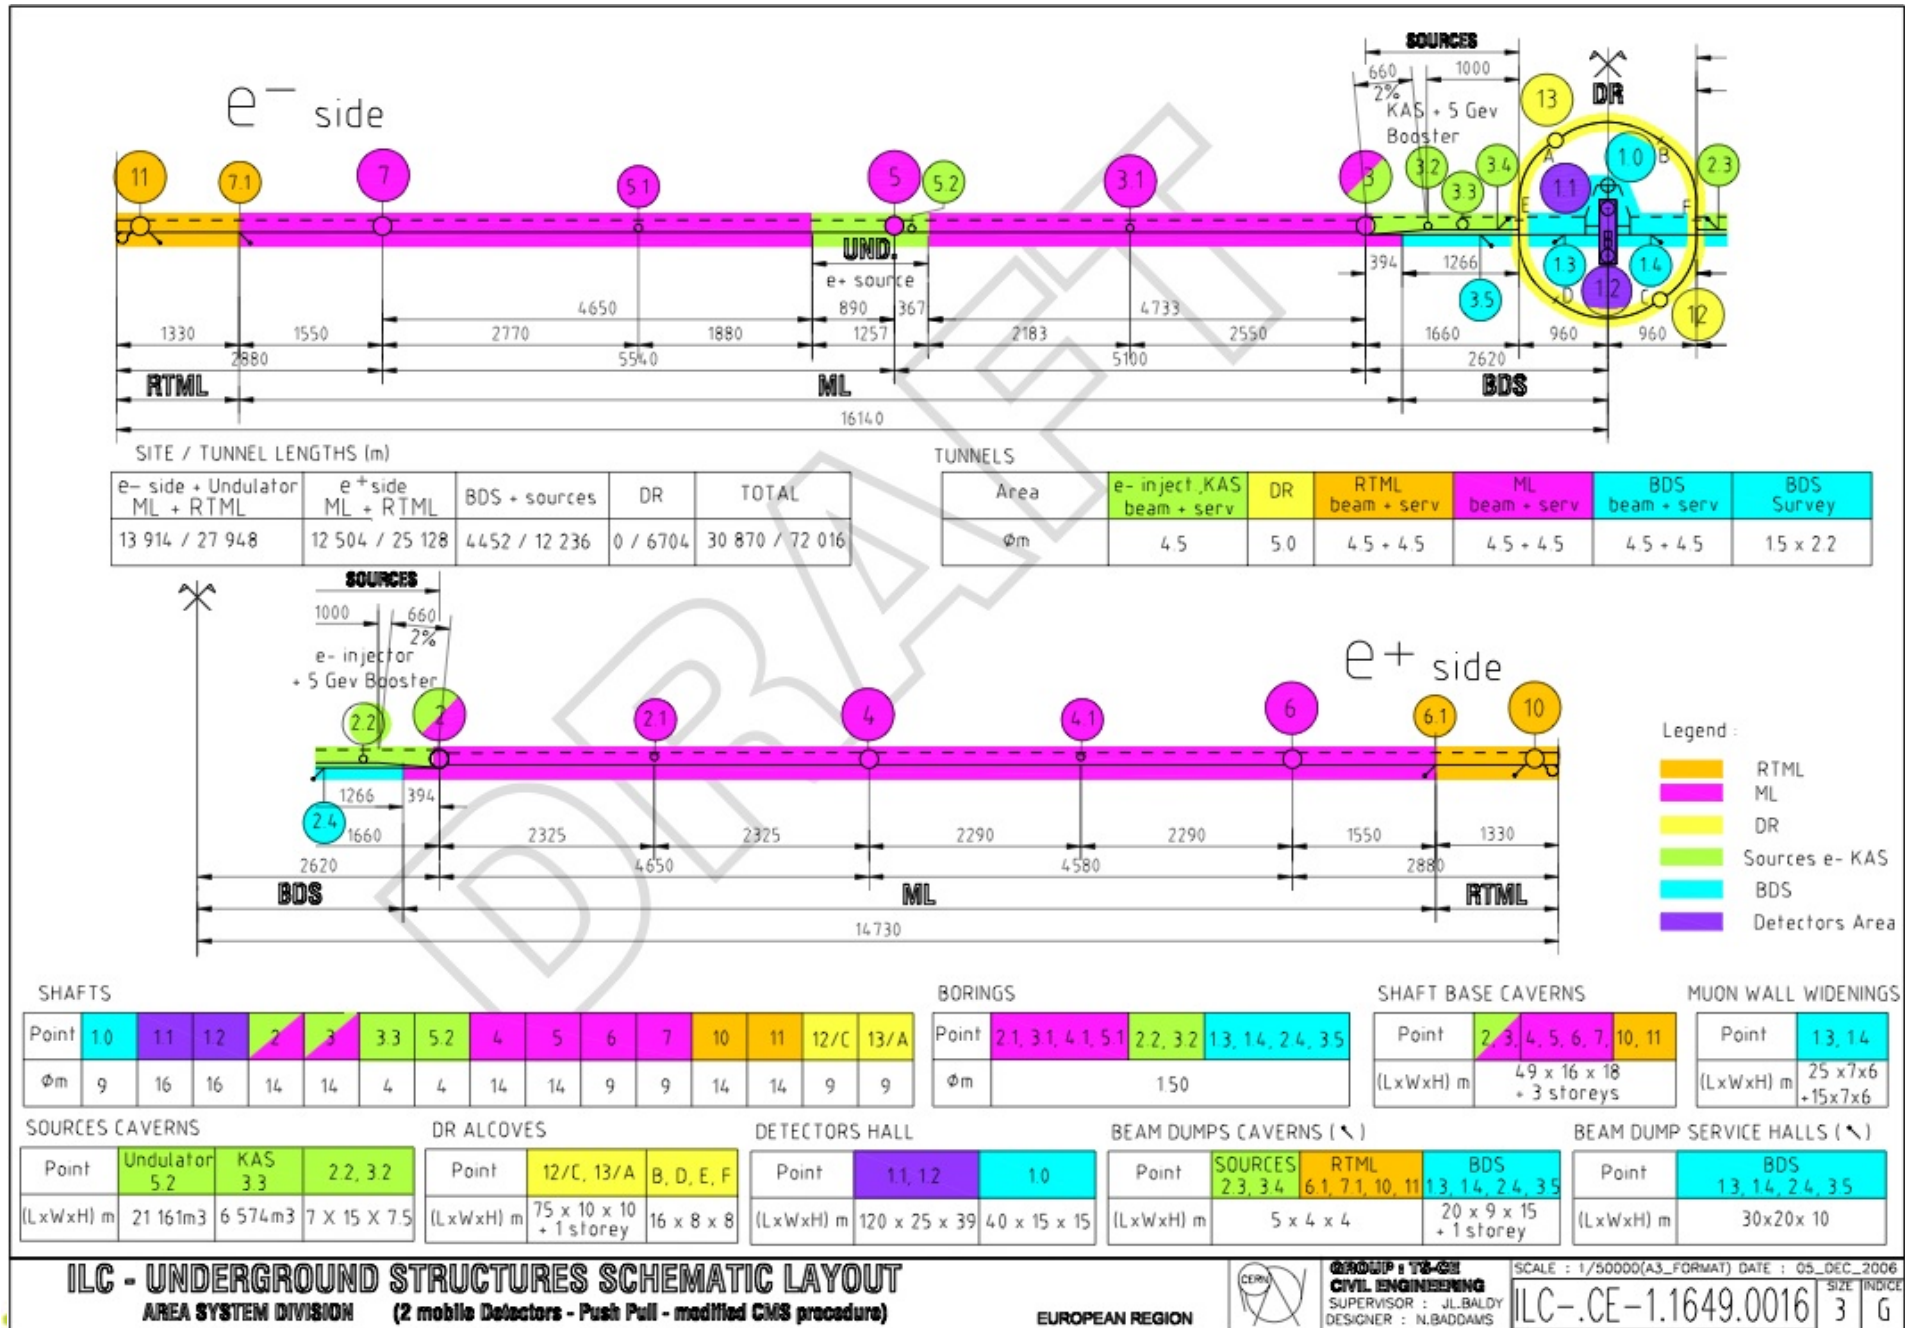 SOURCES
660
1000
2%
KAS + 5 Gev
Booster
DR
e− side
13
A
1.0
B
11
7.1
7
5.1
5
5.2
3.1
3
3.2
3.3
3.4
1.1
2.3
E
F
UND.
e+ source
394
1266
1.3
1.4
1.2
3.5
D
C
12
4650
890
367
4733
1330
1550
2770
1880
1257
2183
2550
1660
960
960
2880
5540
5100
2620
RTML
ML
BDS
16140
SITE / TUNNEL LENGTHS (m)
e- side + Undulator ML + RTML
e+ side ML + RTML
BDS + sources
DR
TOTAL
13 914 / 27 948
12 504 / 25 128
4452 / 12 236
0 / 6704
30 870 / 72 016
TUNNELS
Area
e- inject.,KAS beam + serv
DR
RTML beam + serv
ML beam + serv
BDS beam + serv
BDS Survey
Øm
4.5
5.0
4.5 + 4.5
4.5 + 4.5
4.5 + 4.5
1.5 x 2.2
SOURCES
1000
660
2%
e- injector
+ 5 Gev Booster
e+ side
2.2
2
2.1
4
4.1
6
6.1
10
1266
394
2.4
1660
2325
2325
2290
2290
1550
1330
2620
4650
4580
2880
BDS
ML
RTML
14730
Legend :
RTML
ML
DR
Sources e- KAS
BDS
Detectors Area
DRAFT
SHAFTS
Point 1.0 1.1 1.2 2 3 3.3 5.2 4 5 6 7 10 11 12/C 13/A
Øm 9 16 16 14 14 4 4 14 14 9 9 14 14 9 9
BORINGS
Point 2.1, 3.1, 4.1, 5.1 2.2, 3.2 1.3, 1.4, 2.4, 3.5
Øm 1.50
SHAFT BASE CAVERNS
Point 2, 3, 4, 5, 6, 7, 10, 11
(LxWxH) m 49 x 16 x 18
+ 3 storeys
MUON WALL WIDENINGS
Point 1.3, 1.4
(LxWxH) m 25 x7x6
+15x7x6
SOURCES CAVERNS
Point Undulator 5.2 KAS 3.3 2.2, 3.2
(LxWxH) m 21 161m3 6 574m3 7 X 15 X 7.5
DR ALCOVES
Point 12/C, 13/A B, D, E, F
(LxWxH) m 75 x 10 x 10 + 1 storey 16 x 8 x 8
DETECTORS HALL
Point 1.1, 1.2 1.0
(LxWxH) m 120 x 25 x 39 40 x 15 x 15
BEAM DUMPS CAVERNS ( )
Point SOURCES 2.3, 3.4 RTML 6.1, 7.1, 10, 11 BDS 1.3, 1.4, 2.4, 3.5
(LxWxH) m 5 x 4 x 4 20 x 9 x 15 + 1 storey
BEAM DUMP SERVICE HALLS ( )
Point BDS 1.3, 1.4, 2.4, 3.5
(LxWxH) m 30x20x 10
ILC - UNDERGROUND STRUCTURES SCHEMATIC LAYOUT
AREA SYSTEM DIVISION (2 mobile Detectors - Push Pull - modified CMS procedure)
EUROPEAN REGION
CERN
GROUP : TS-CE
CIVIL ENGINEERING
SUPERVISOR : JL.BALDY
DESIGNER : N.BADDAMS
SCALE : 1/50000(A3_FORMAT) DATE : 05_DEC_2006
ILC-.CE-1.1649.0016
SIZE
3
INDICE
G